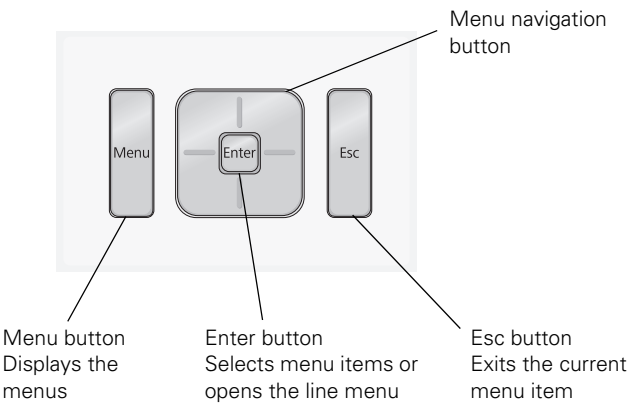 Menu navigation
button
Menu
Enter
Esc
Menu button
Displays the
menus
Enter button
Selects menu items or
opens the line menu
Esc button
Exits the current
menu item